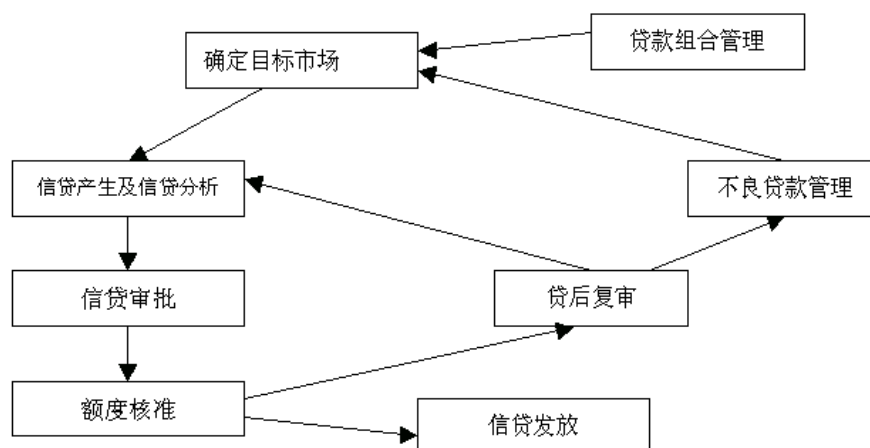 贷款组合管理
确定目标市场
信贷产生及信贷分析
不良贷款管理
信贷审批
贷后复审
额度核准
信贷发放